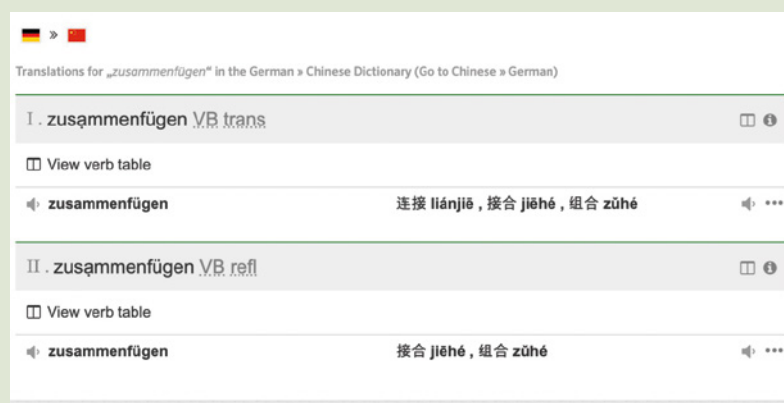 »
Translations for „zusammenfügen“ in the German » Chinese Dictionary (Go to Chinese » German)
I . zusạmmenfügen VB trans
View verb table
zusammenfügen 连接 liánjiē , 接合 jiēhé , 组合 zǔhé
II . zusạmmenfügen VB refl
View verb table
zusammenfügen 接合 jiēhé , 组合 zǔhé